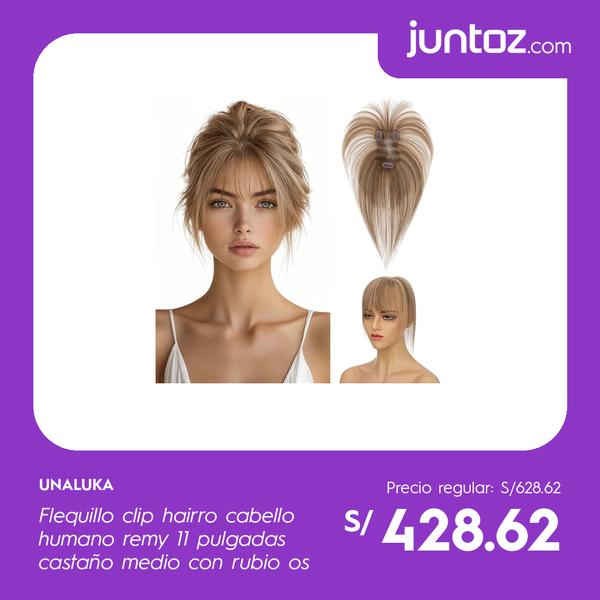 juntoz.com
UNALUKA
Flequillo clip hairro cabello
humano remy 11 pulgadas
castaño medio con rubio os
Precio regular: S/628.62
S/ 428.62